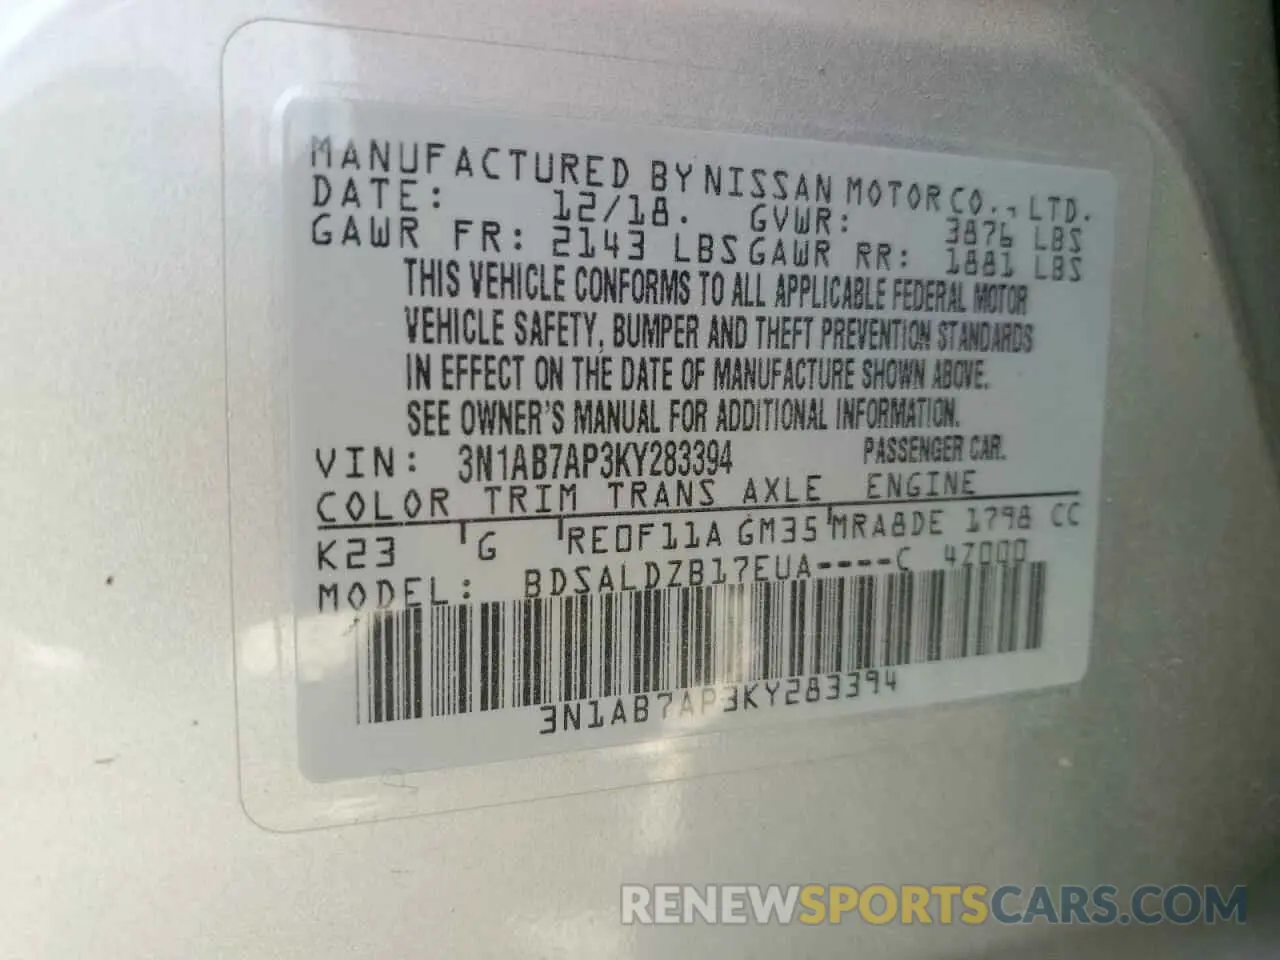 MANUFACTURED BY NISSAN MOTOR CO., LTD.
DATE: 12/18. GVWR: 3876 LBS
GAWR FR: 2143 LBS GAWR RR: 1881 LBS
THIS VEHICLE CONFORMS TO ALL APPLICABLE FEDERAL MOTOR
VEHICLE SAFETY, BUMPER AND THEFT PREVENTION STANDARDS
IN EFFECT ON THE DATE OF MANUFACTURE SHOWN ABOVE.
SEE OWNER'S MANUAL FOR ADDITIONAL INFORMATION.
VIN: 3N1AB7AP3KY283394 PASSENGER CAR.
COLOR TRIM TRANS AXLE ENGINE
K23 G RE0F11A GM35 MRA8DE 1798 CC
MODEL: BDSALDZB17EUA----C 4Z000
3N1AB7AP3KY283394
RENEWSPORTSCARS.COM